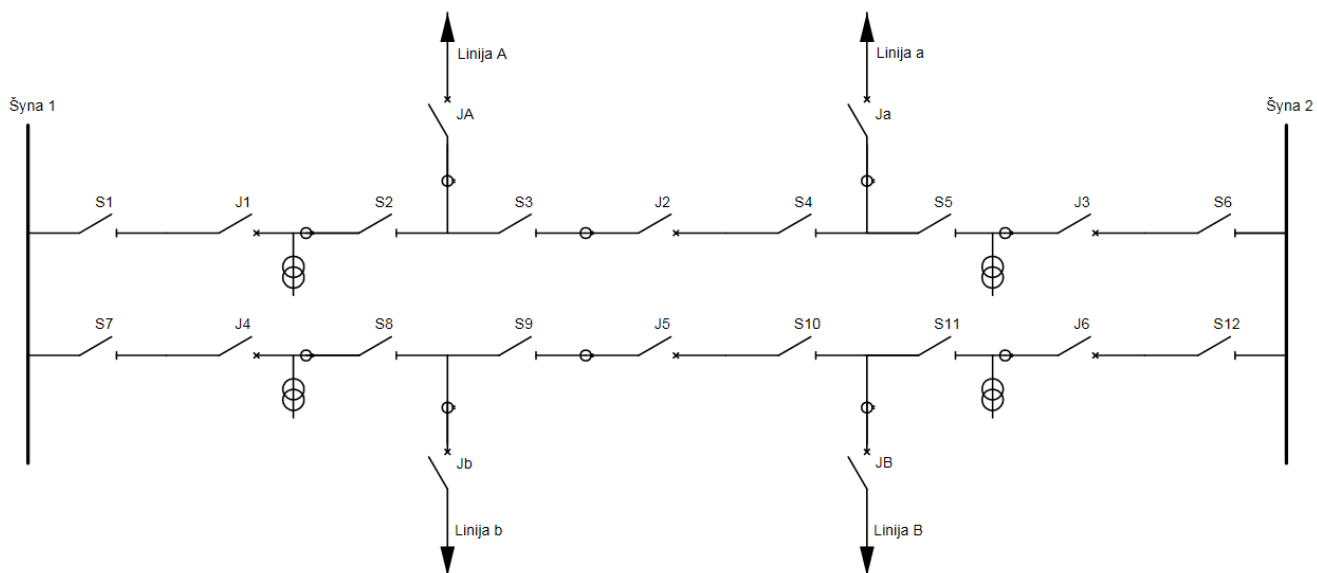 Linija A
Linija a
Šyna 1
Šyna 2
JA
Ja
S1
J1
S2
S3
J2
S4
S5
J3
S6
S7
J4
S8
S9
J5
S10
S11
J6
S12
Jb
JB
Linija b
Linija B